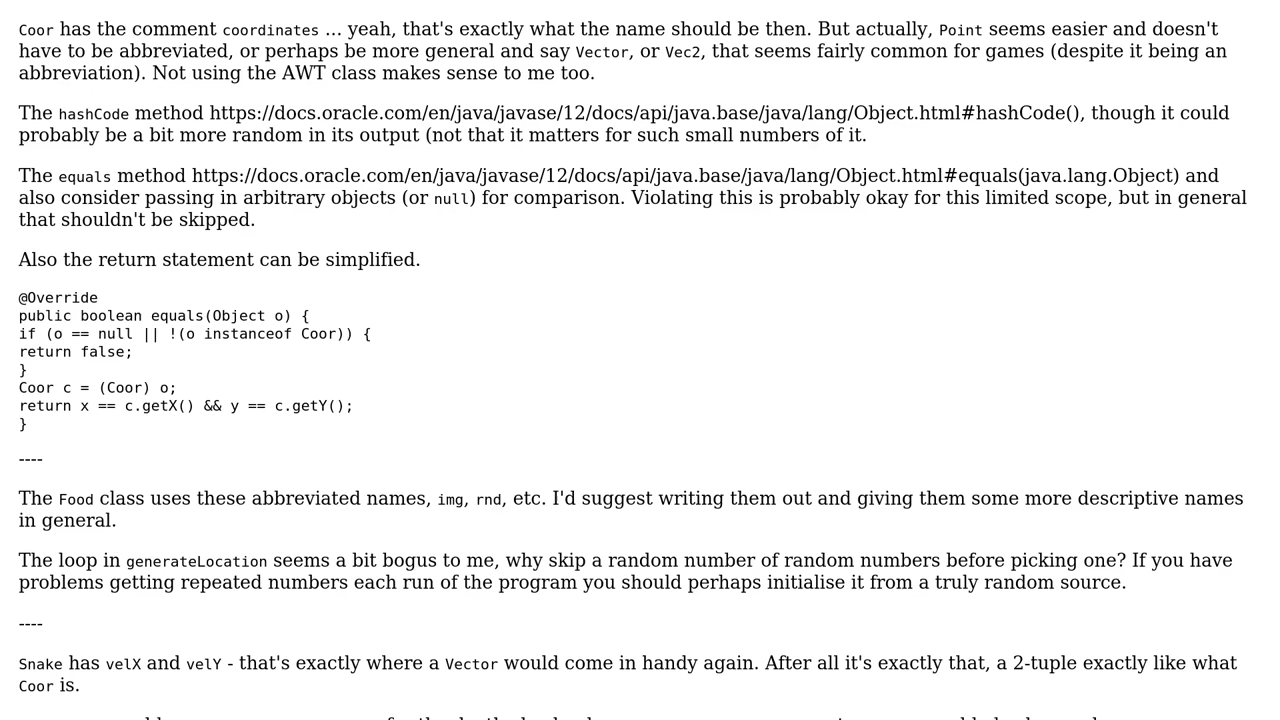 Coor has the comment coordinates ... yeah, that's exactly what the name should be then. But actually, Point seems easier and doesn't
have to be abbreviated, or perhaps be more general and say Vector, or Vec2, that seems fairly common for games (despite it being an
abbreviation). Not using the AWT class makes sense to me too.
The hashCode method https://docs.oracle.com/en/java/javase/12/docs/api/java.base/java/lang/Object.html#hashCode(), though it could
probably be a bit more random in its output (not that it matters for such small numbers of it.
The equals method https://docs.oracle.com/en/java/javase/12/docs/api/java.base/java/lang/Object.html#equals(java.lang.Object) and
also consider passing in arbitrary objects (or null) for comparison. Violating this is probably okay for this limited scope, but in general
that shouldn't be skipped.
Also the return statement can be simplified.
@Override
public boolean equals(Object o) {
if (o == null || !(o instanceof Coor)) {
return false;
}
Coor c = (Coor) o;
return x == c.getX() && y == c.getY();
}
----
The Food class uses these abbreviated names, img, rnd, etc. I'd suggest writing them out and giving them some more descriptive names
in general.
The loop in generateLocation seems a bit bogus to me, why skip a random number of random numbers before picking one? If you have
problems getting repeated numbers each run of the program you should perhaps initialise it from a truly random source.
----
Snake has velX and velY - that's exactly where a Vector would come in handy again. After all it's exactly that, a 2-tuple exactly like what
Coor is.